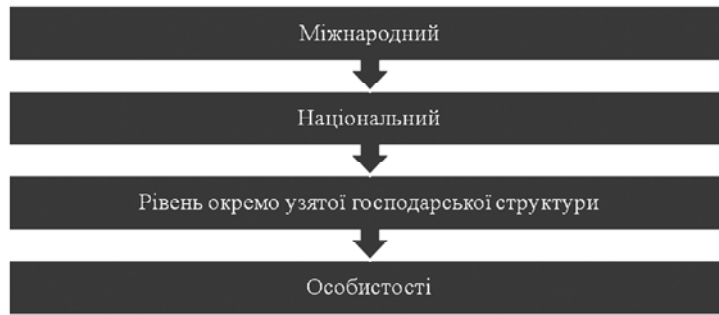 Міжнародний
Національний
Рівень окремо узятої господарської структури
Особистості